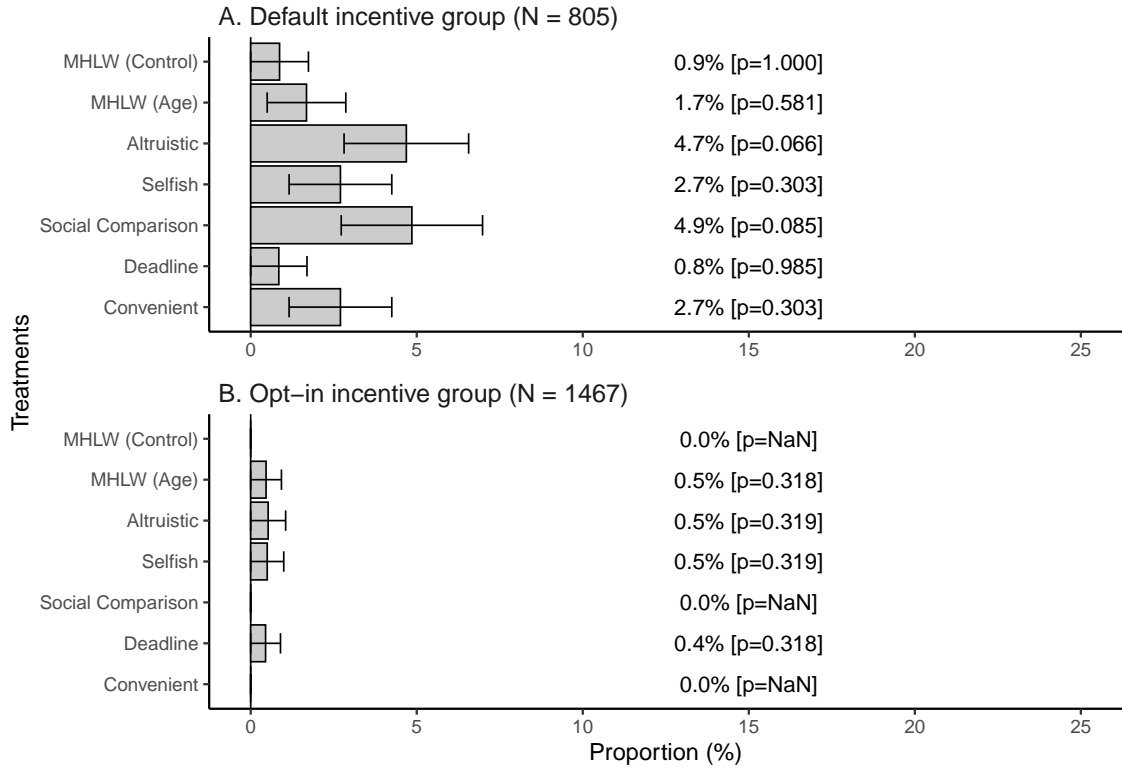 A. Default incentive group (N = 805)
MHLW (Control) 0.9% [p=1.000]
MHLW (Age) 1.7% [p=0.581]
Altruistic 4.7% [p=0.066]
Selfish 2.7% [p=0.303]
Social Comparison 4.9% [p=0.085]
Deadline 0.8% [p=0.985]
Convenient 2.7% [p=0.303]
0 5 10 15 20 25
Treatments
B. Opt−in incentive group (N = 1467)
MHLW (Control) 0.0% [p=NaN]
MHLW (Age) 0.5% [p=0.318]
Altruistic 0.5% [p=0.319]
Selfish 0.5% [p=0.319]
Social Comparison 0.0% [p=NaN]
Deadline 0.4% [p=0.318]
Convenient 0.0% [p=NaN]
0 5 10 15 20 25
Proportion (%)